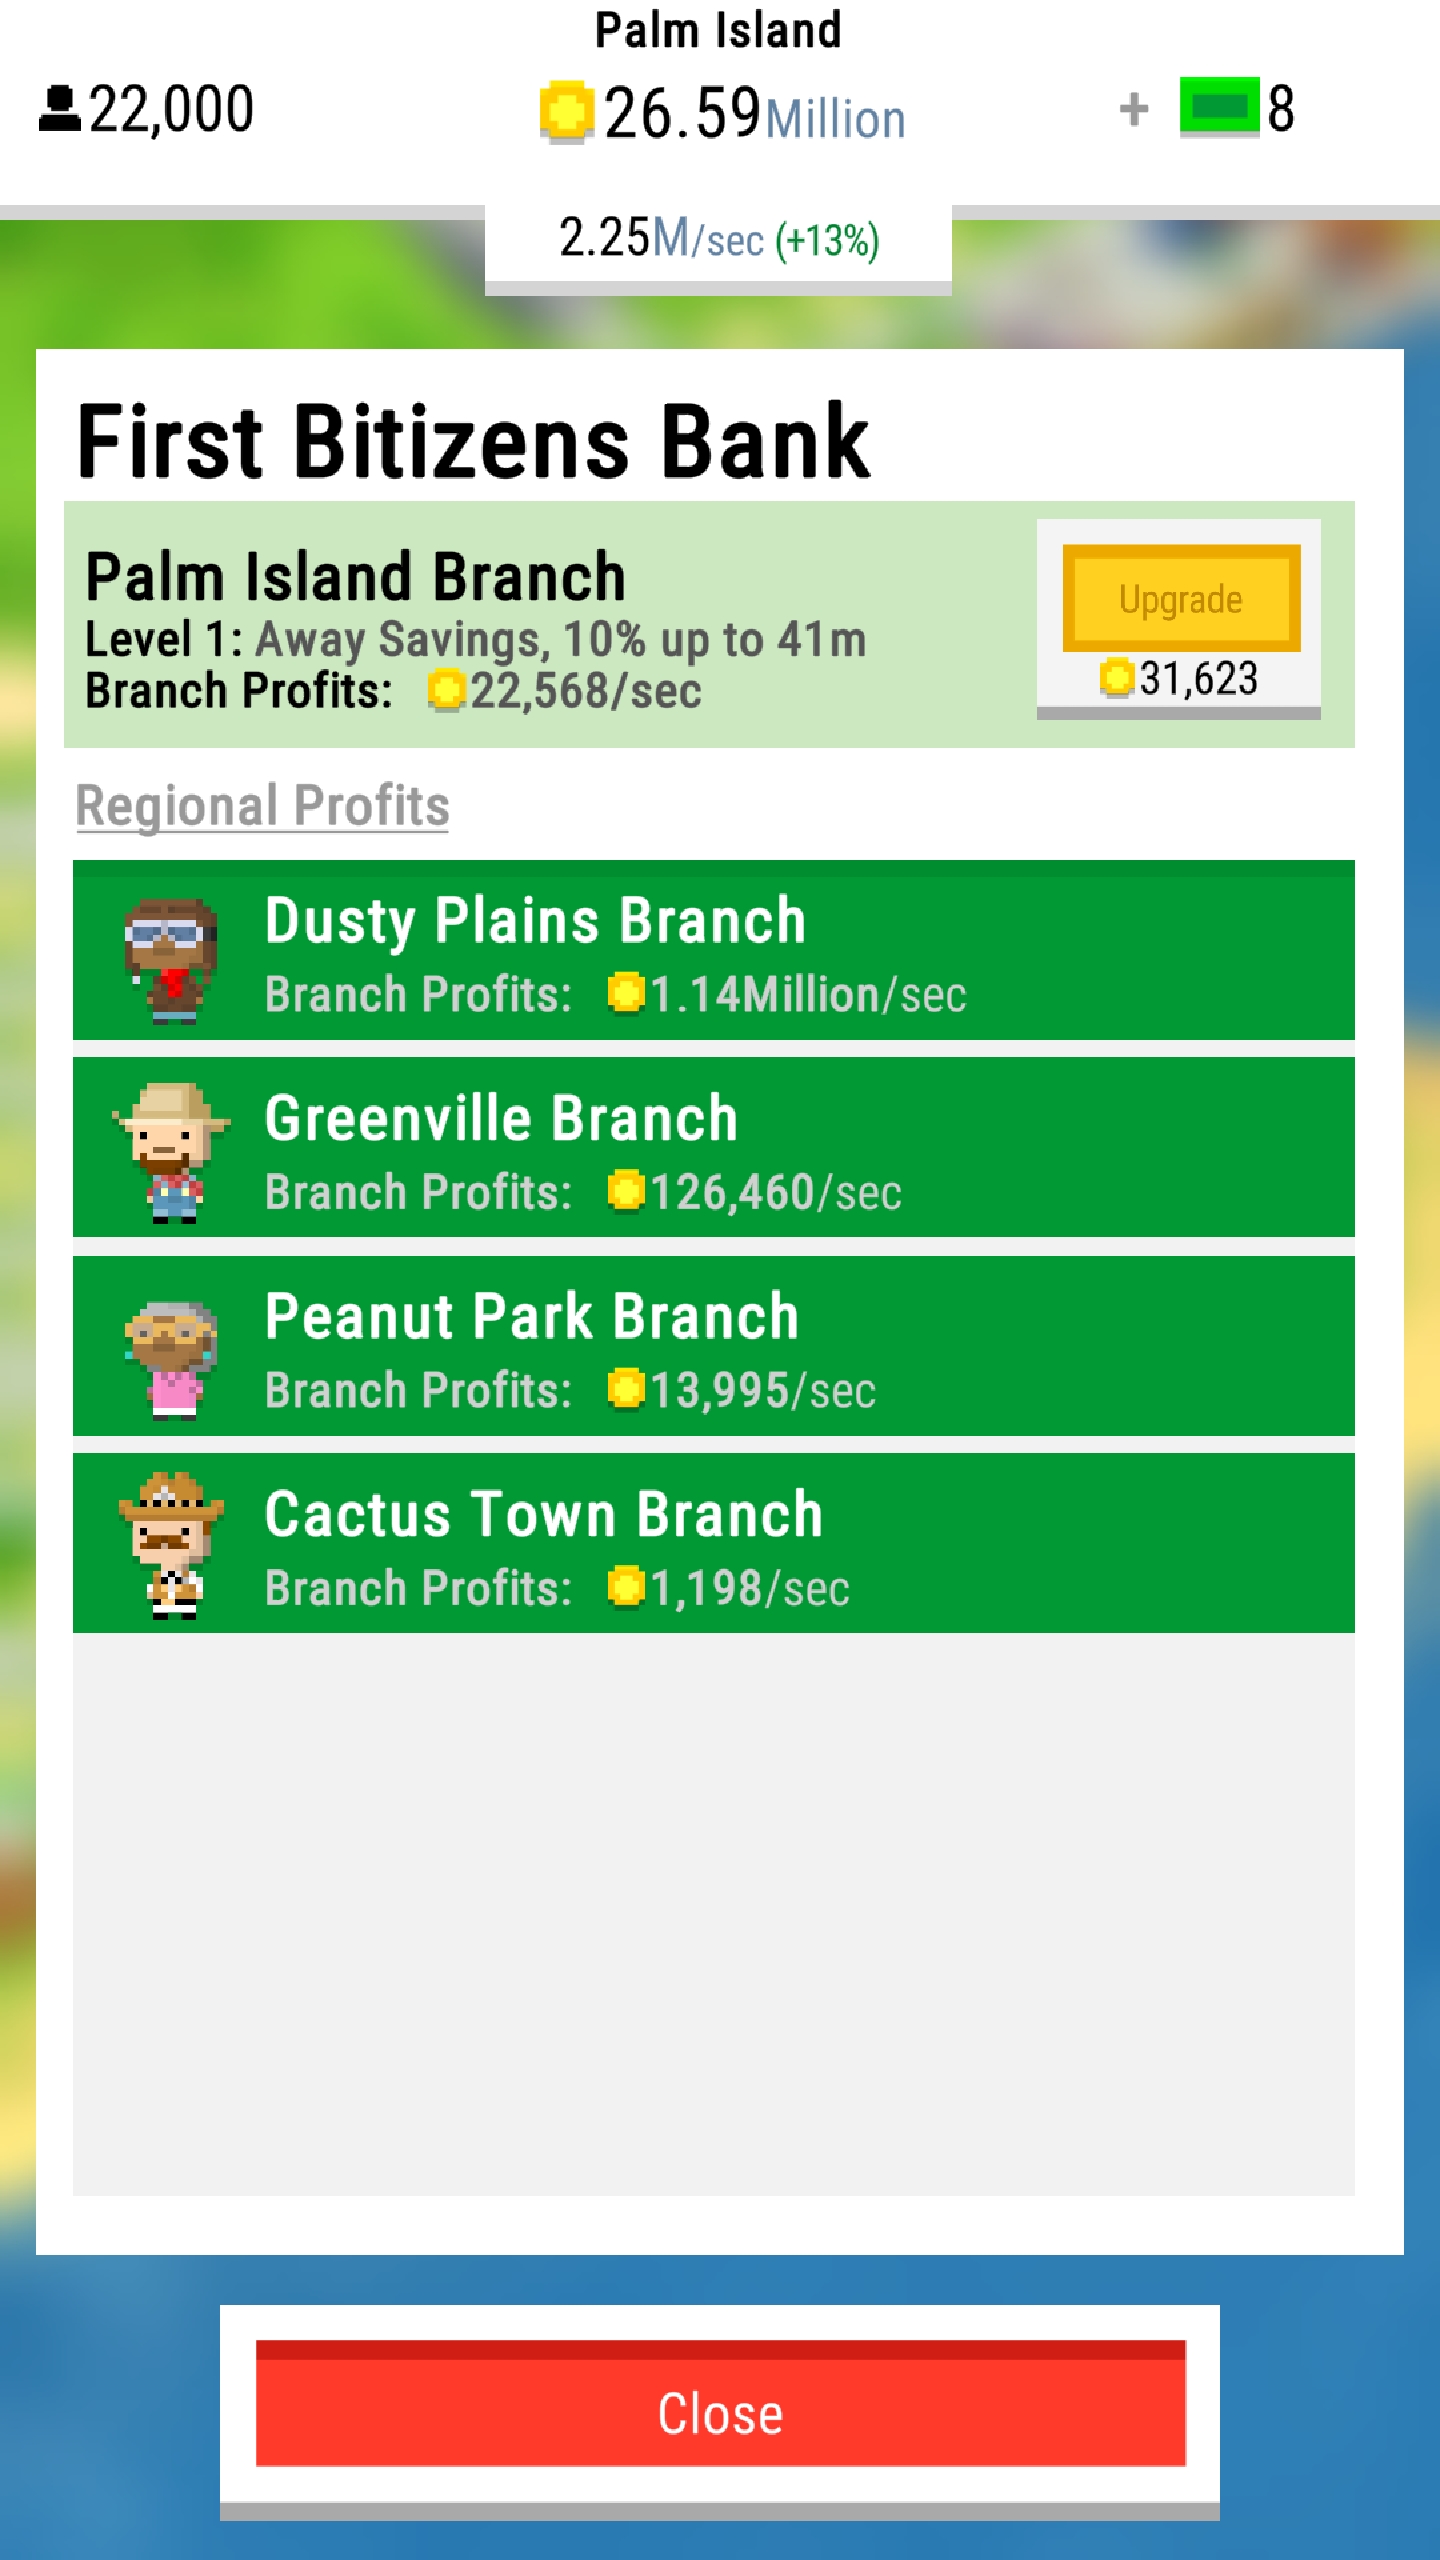 Palm Island
22,000
26.59Million
+ 8
2.25M/sec (+13%)
First Bitizens Bank
Palm Island Branch
Level 1: Away Savings, 10% up to 41m
Branch Profits: 22,568/sec
Upgrade
31,623
Regional Profits
Dusty Plains Branch
Branch Profits: 1.14Million/sec
Greenville Branch
Branch Profits: 126,460/sec
Peanut Park Branch
Branch Profits: 13,995/sec
Cactus Town Branch
Branch Profits: 1,198/sec
Close